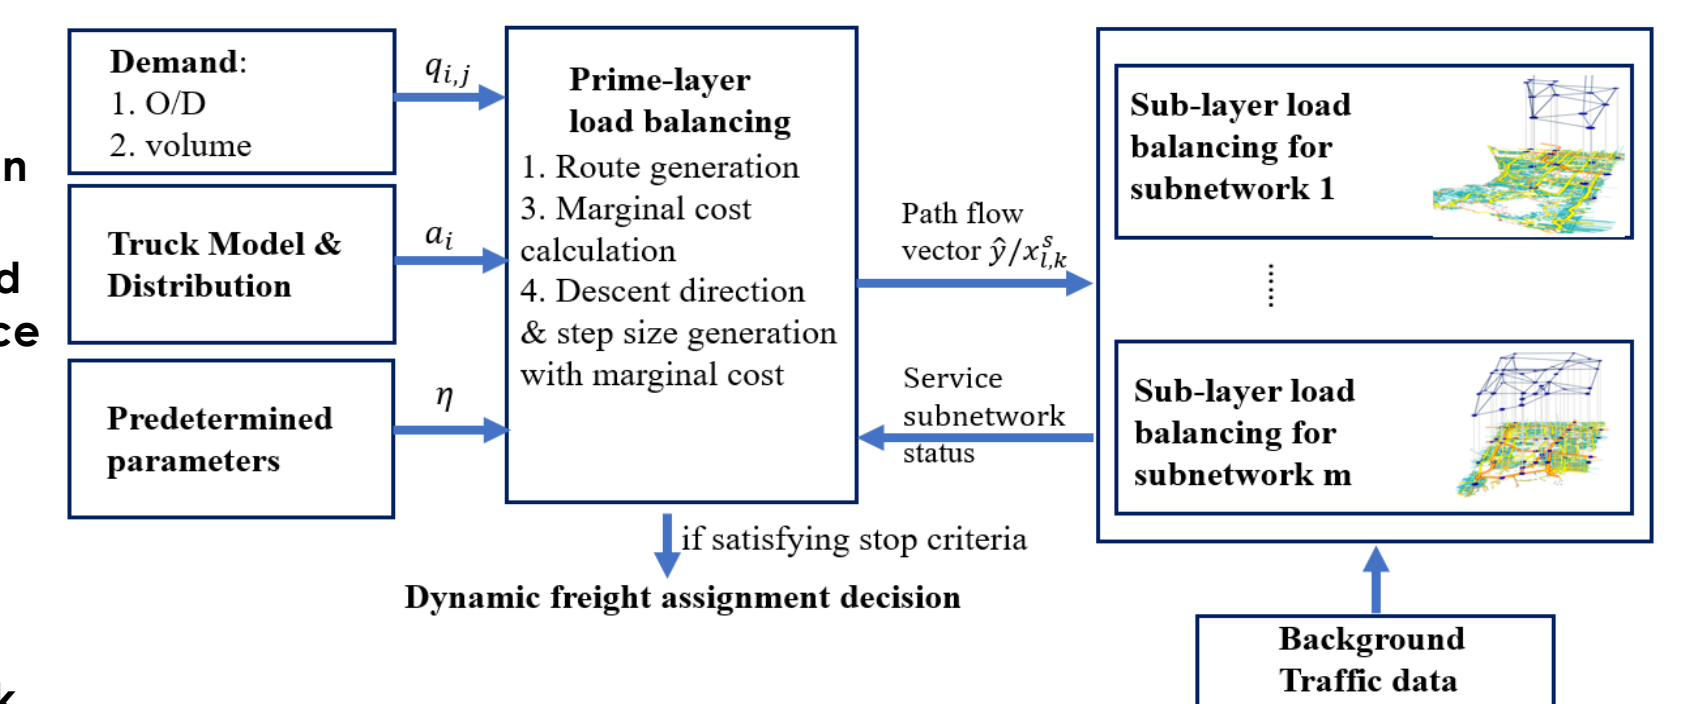 n
d
ce
k
Demand:
1. O/D
2. volume
q_{i,j}
Truck Model &
Distribution
a_i
Predetermined
parameters
η
Prime-layer
load balancing
1. Route generation
3. Marginal cost
calculation
4. Descent direction
& step size generation
with marginal cost
Path flow
vector ŷ/x^s_{l,k}
Service
subnetwork
status
Sub-layer load
balancing for
subnetwork 1
Sub-layer load
balancing for
subnetwork m
if satisfying stop criteria
Dynamic freight assignment decision
Background
Traffic data